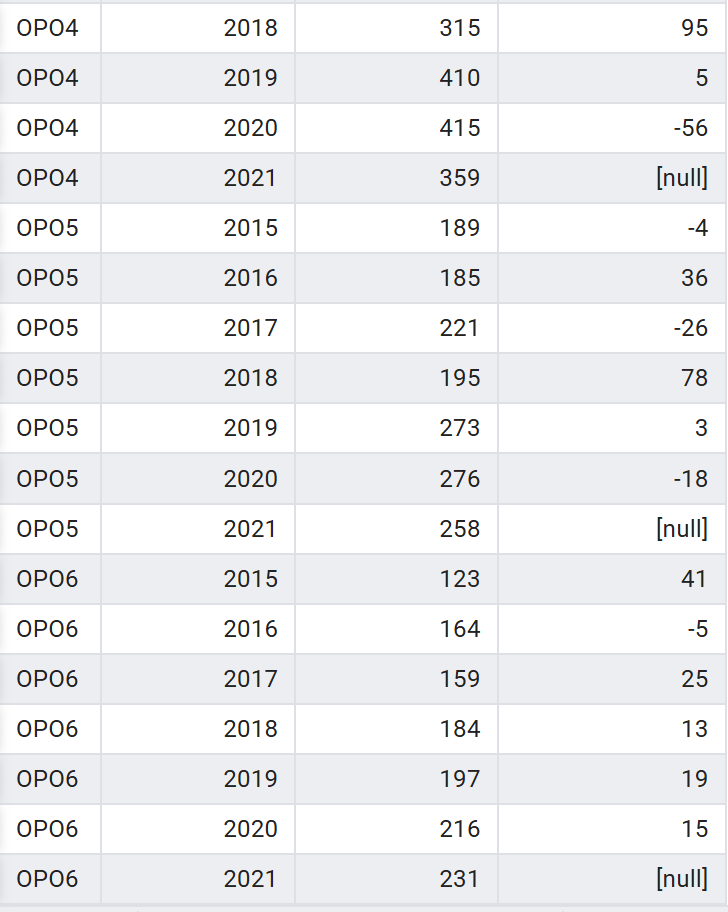 OPO4 2018 315 95
OPO4 2019 410 5
OPO4 2020 415 -56
OPO4 2021 359 [null]
OPO5 2015 189 -4
OPO5 2016 185 36
OPO5 2017 221 -26
OPO5 2018 195 78
OPO5 2019 273 3
OPO5 2020 276 -18
OPO5 2021 258 [null]
OPO6 2015 123 41
OPO6 2016 164 -5
OPO6 2017 159 25
OPO6 2018 184 13
OPO6 2019 197 19
OPO6 2020 216 15
OPO6 2021 231 [null]